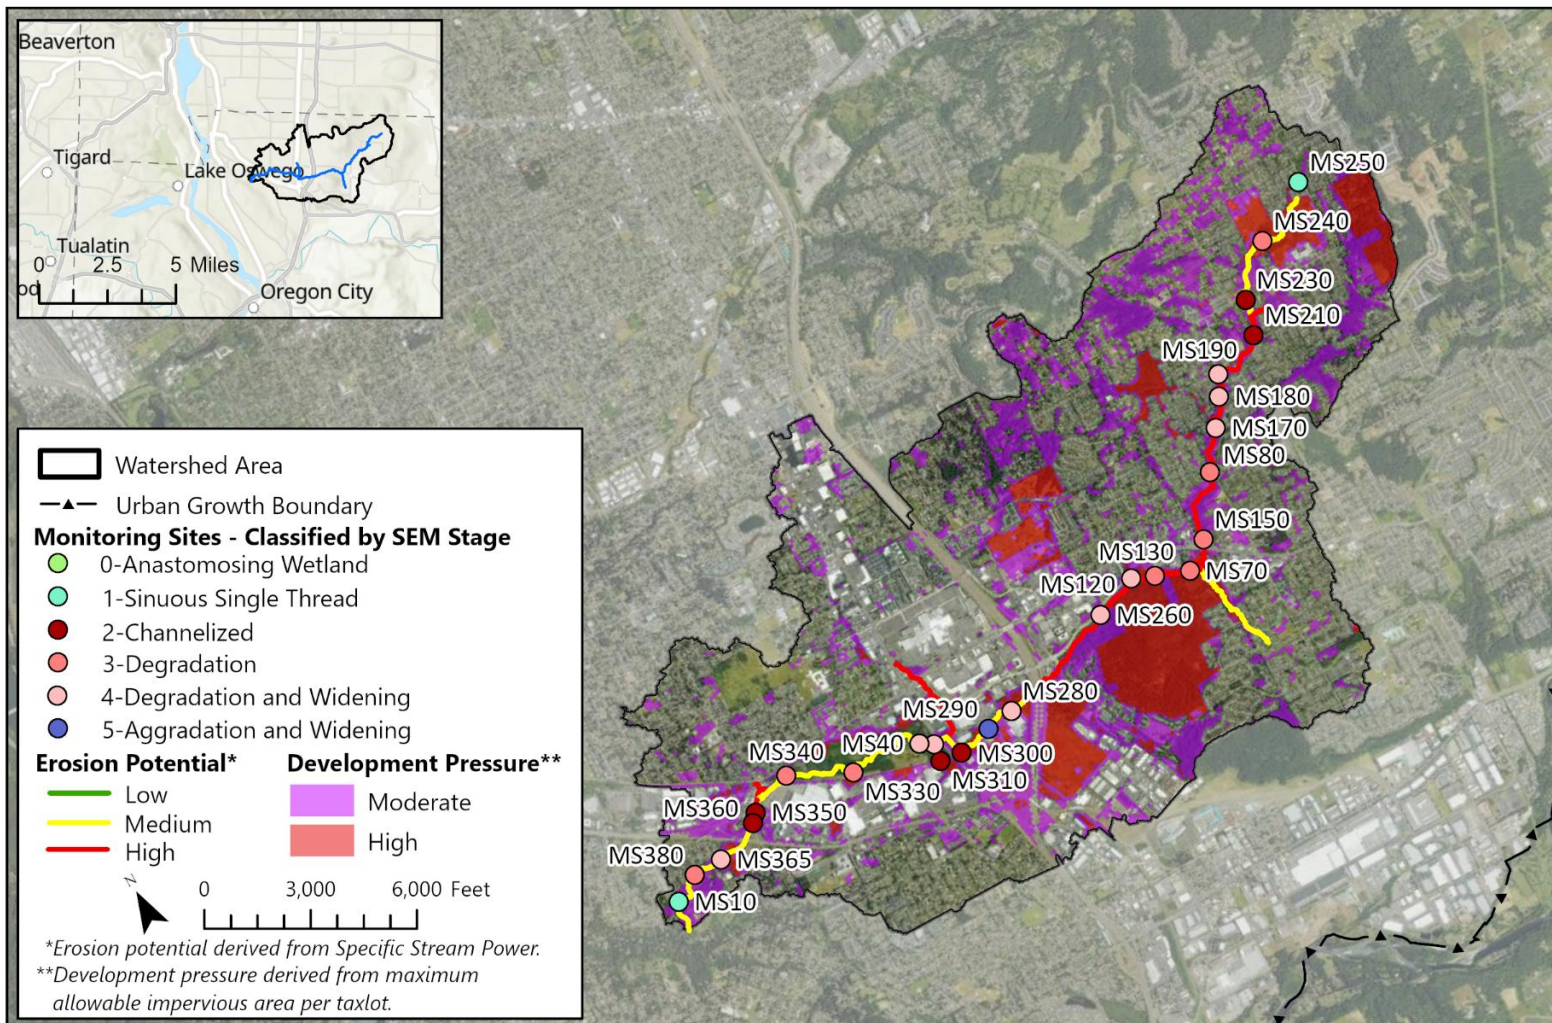 Beaverton
Tigard
Lake Oswego
Tualatin
0 2.5 5 Miles
Oregon City
MS250
MS240
MS230
MS210
MS190
MS180
MS170
MS80
MS150
MS130
MS70
MS120
MS260
MS280
MS290
MS40
MS300
MS340
MS310
MS330
MS360
MS350
MS380
MS365
MS10
Watershed Area
Urban Growth Boundary
Monitoring Sites - Classified by SEM Stage
0-Anastomosing Wetland
1-Sinuous Single Thread
2-Channelized
3-Degradation
4-Degradation and Widening
5-Aggradation and Widening
Erosion Potential*
Low
Medium
High
Development Pressure**
Moderate
High
N
0 3,000 6,000 Feet
*Erosion potential derived from Specific Stream Power.
**Development pressure derived from maximum
allowable impervious area per taxlot.